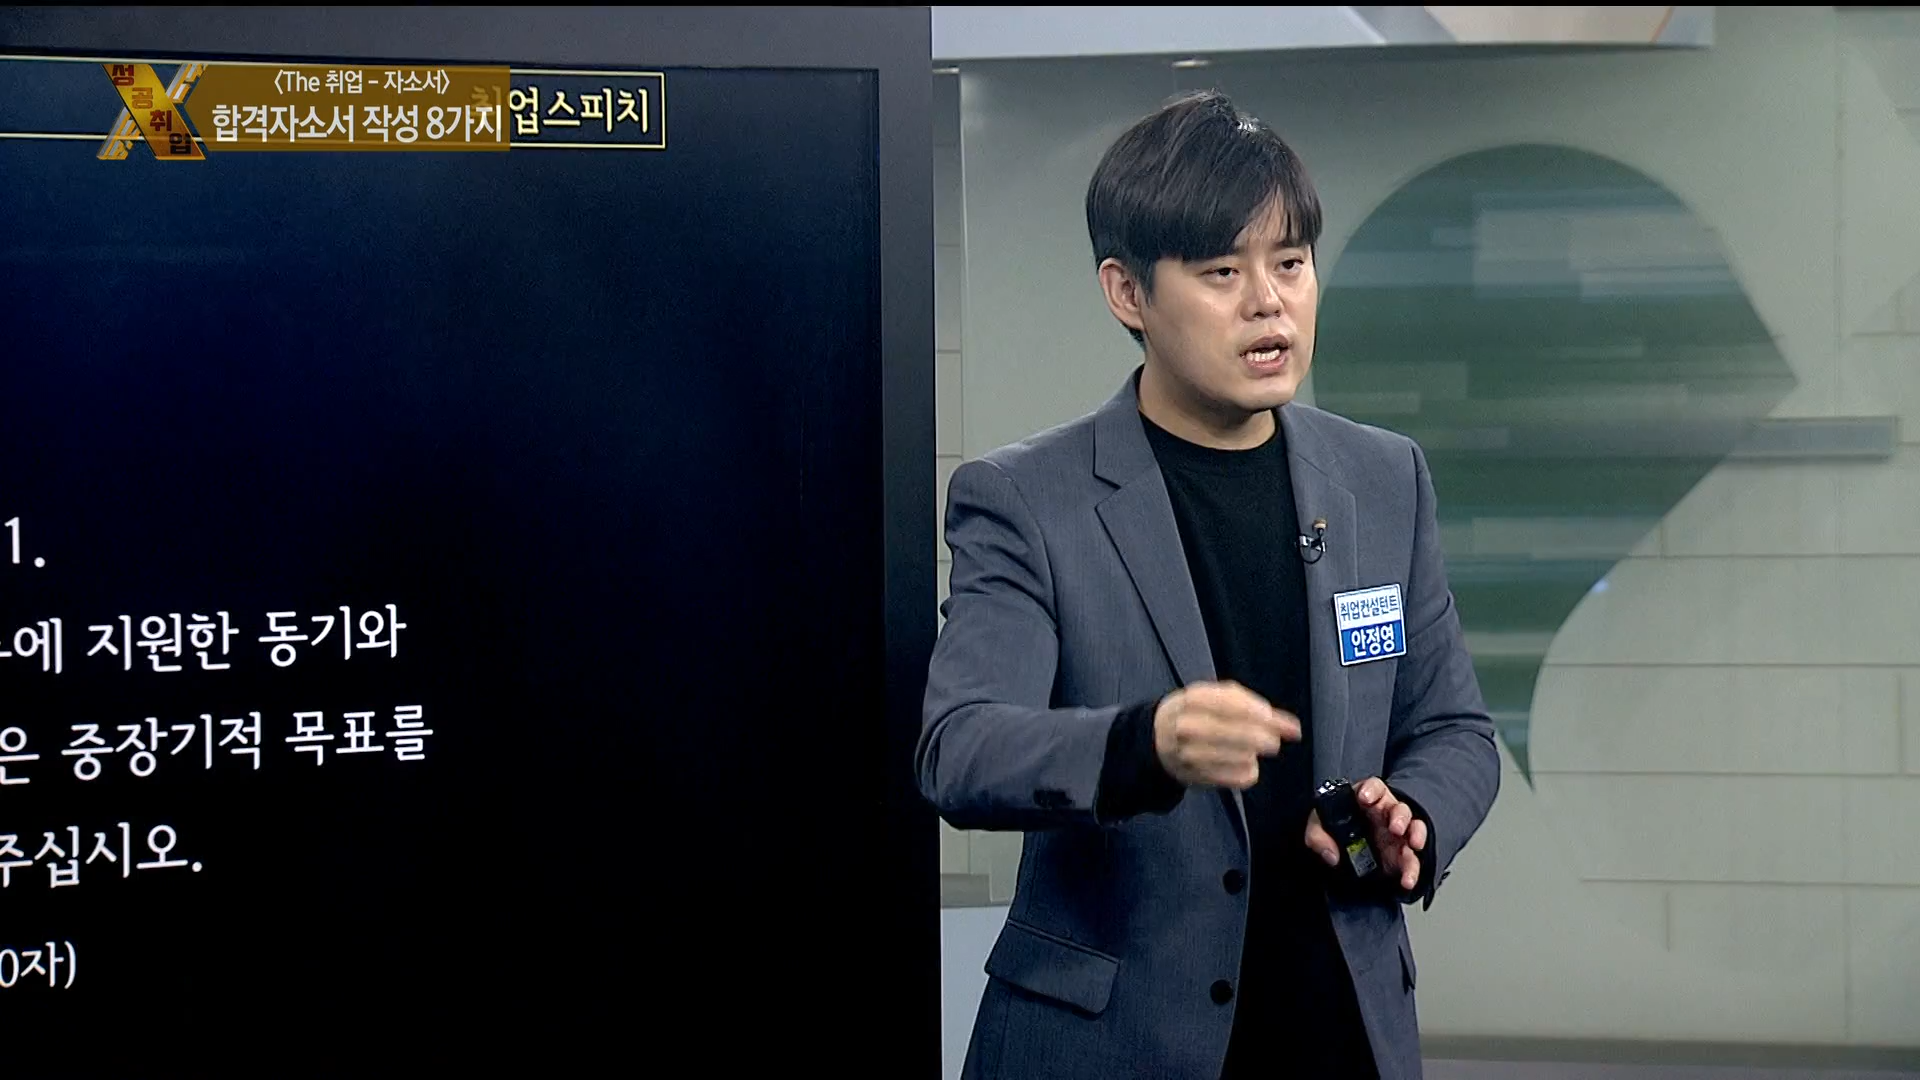 성공취업
〈The 취업 – 자소서〉
합격자소서 작성 8가지
취업스피치
1.
에 지원한 동기와
은 중장기적 목표를
주십시오.
0자)
취업컨설턴트
안정영